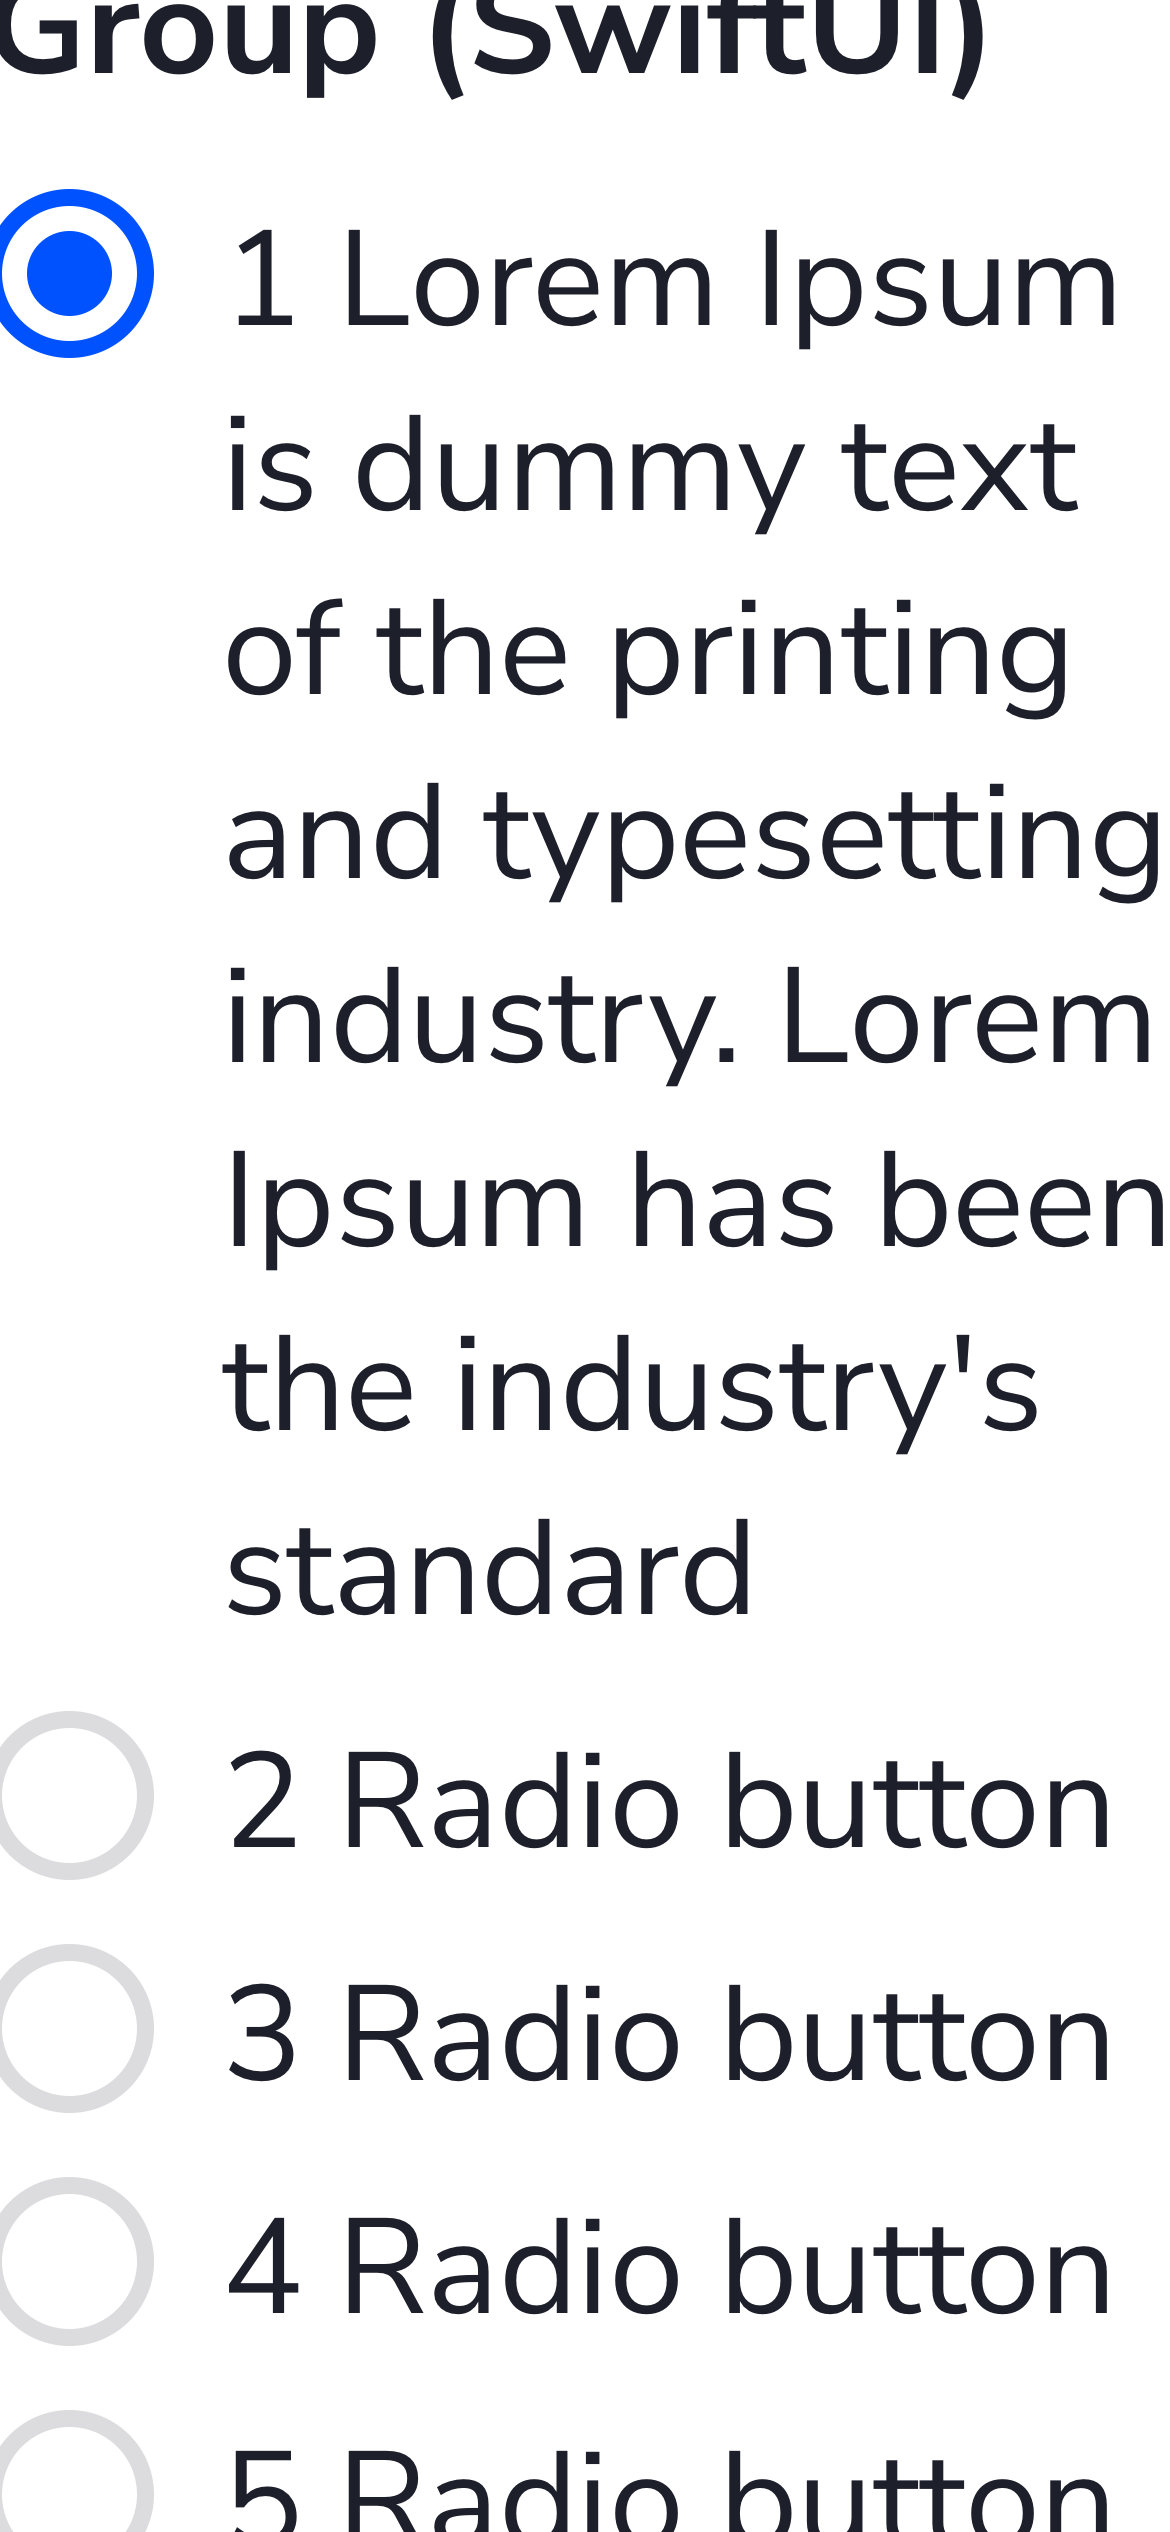 Group (SwiftUI)
1 Lorem Ipsum
is dummy text
of the printing
and typesetting
industry. Lorem
Ipsum has been
the industry's
standard
2 Radio button
3 Radio button
4 Radio button
5 Radio button